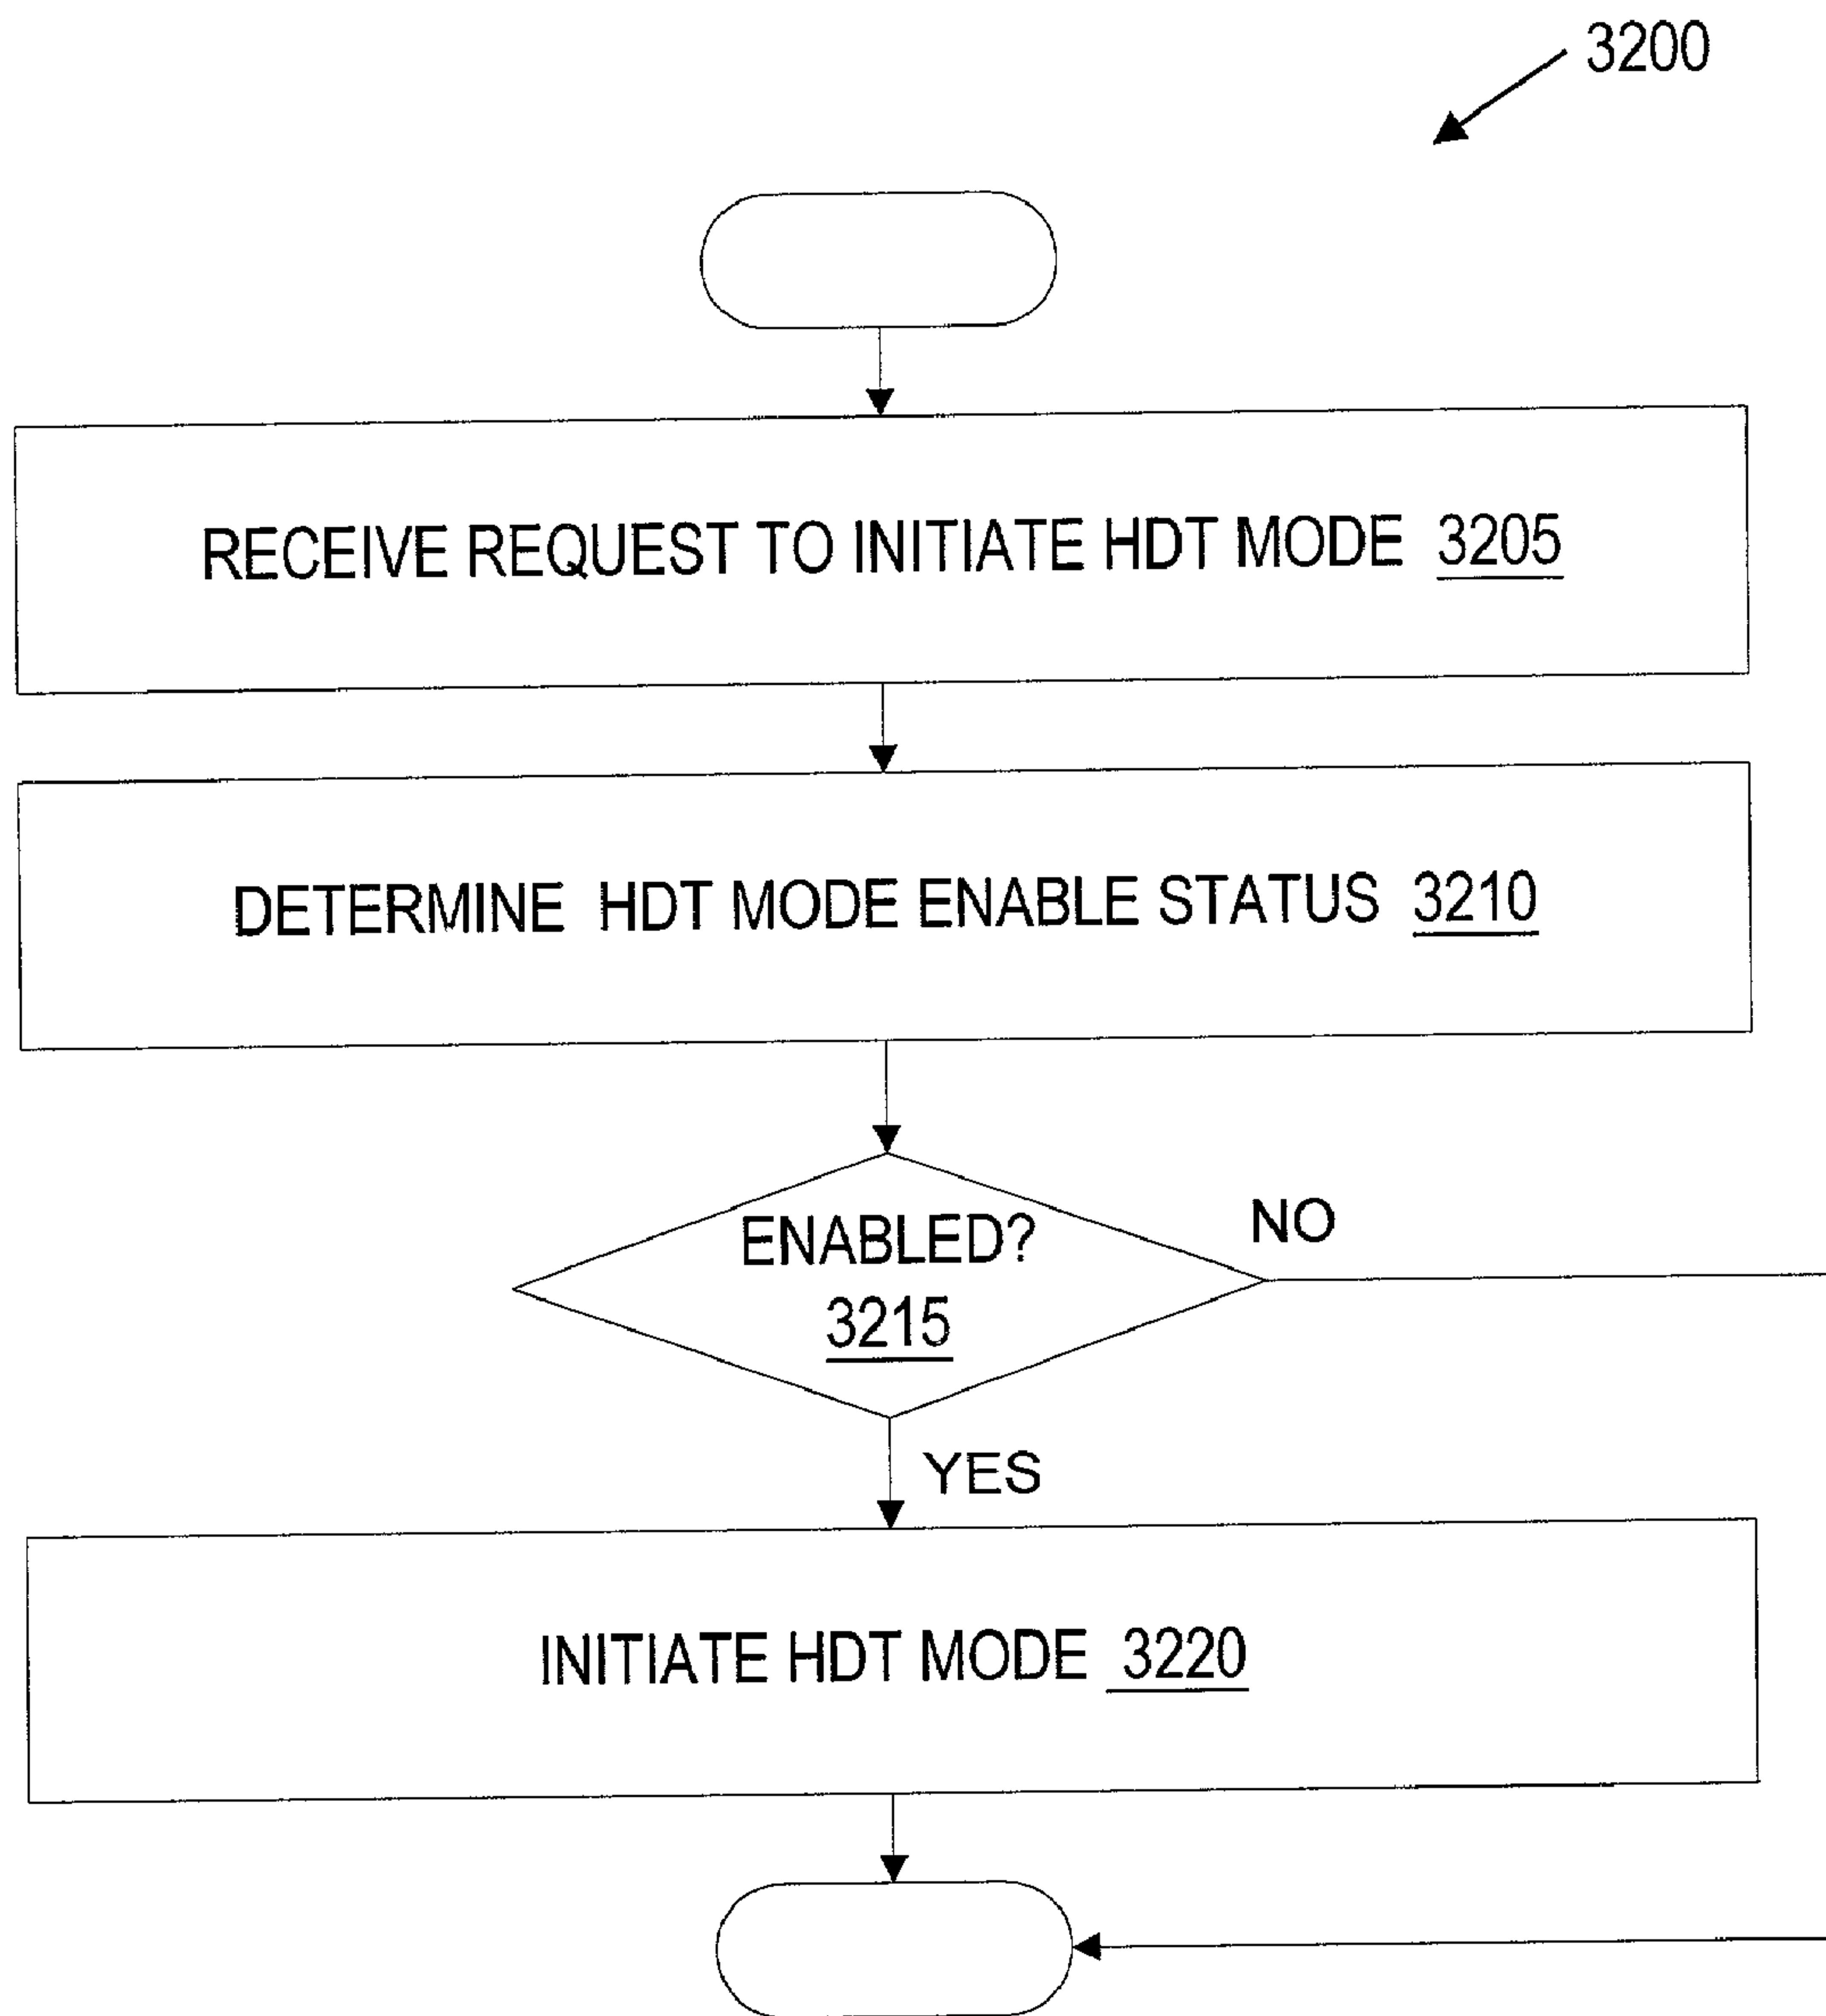 3200
RECEIVE REQUEST TO INITIATE HDT MODE 3205
DETERMINE HDT MODE ENABLE STATUS 3210
ENABLED?
3215
NO
YES
INITIATE HDT MODE 3220